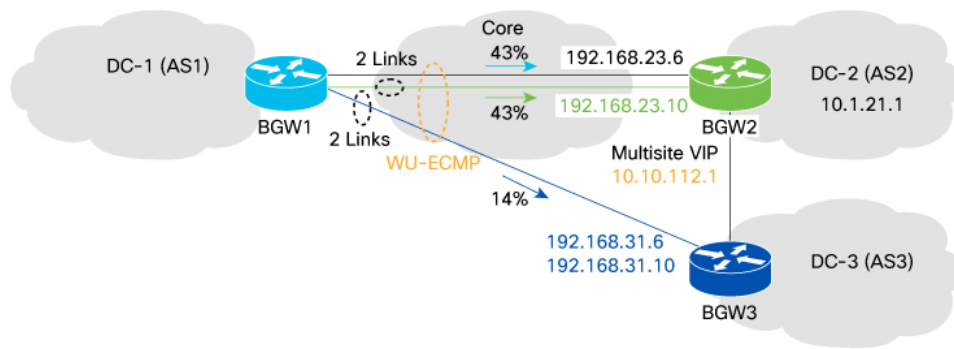 Core
DC-1 (AS1)
2 Links
43%
192.168.23.6
DC-2 (AS2)
10.1.21.1
43%
192.168.23.10
BGW1
BGW2
2 Links
WU-ECMP
Multisite VIP
10.10.112.1
14%
192.168.31.6
192.168.31.10
DC-3 (AS3)
BGW3